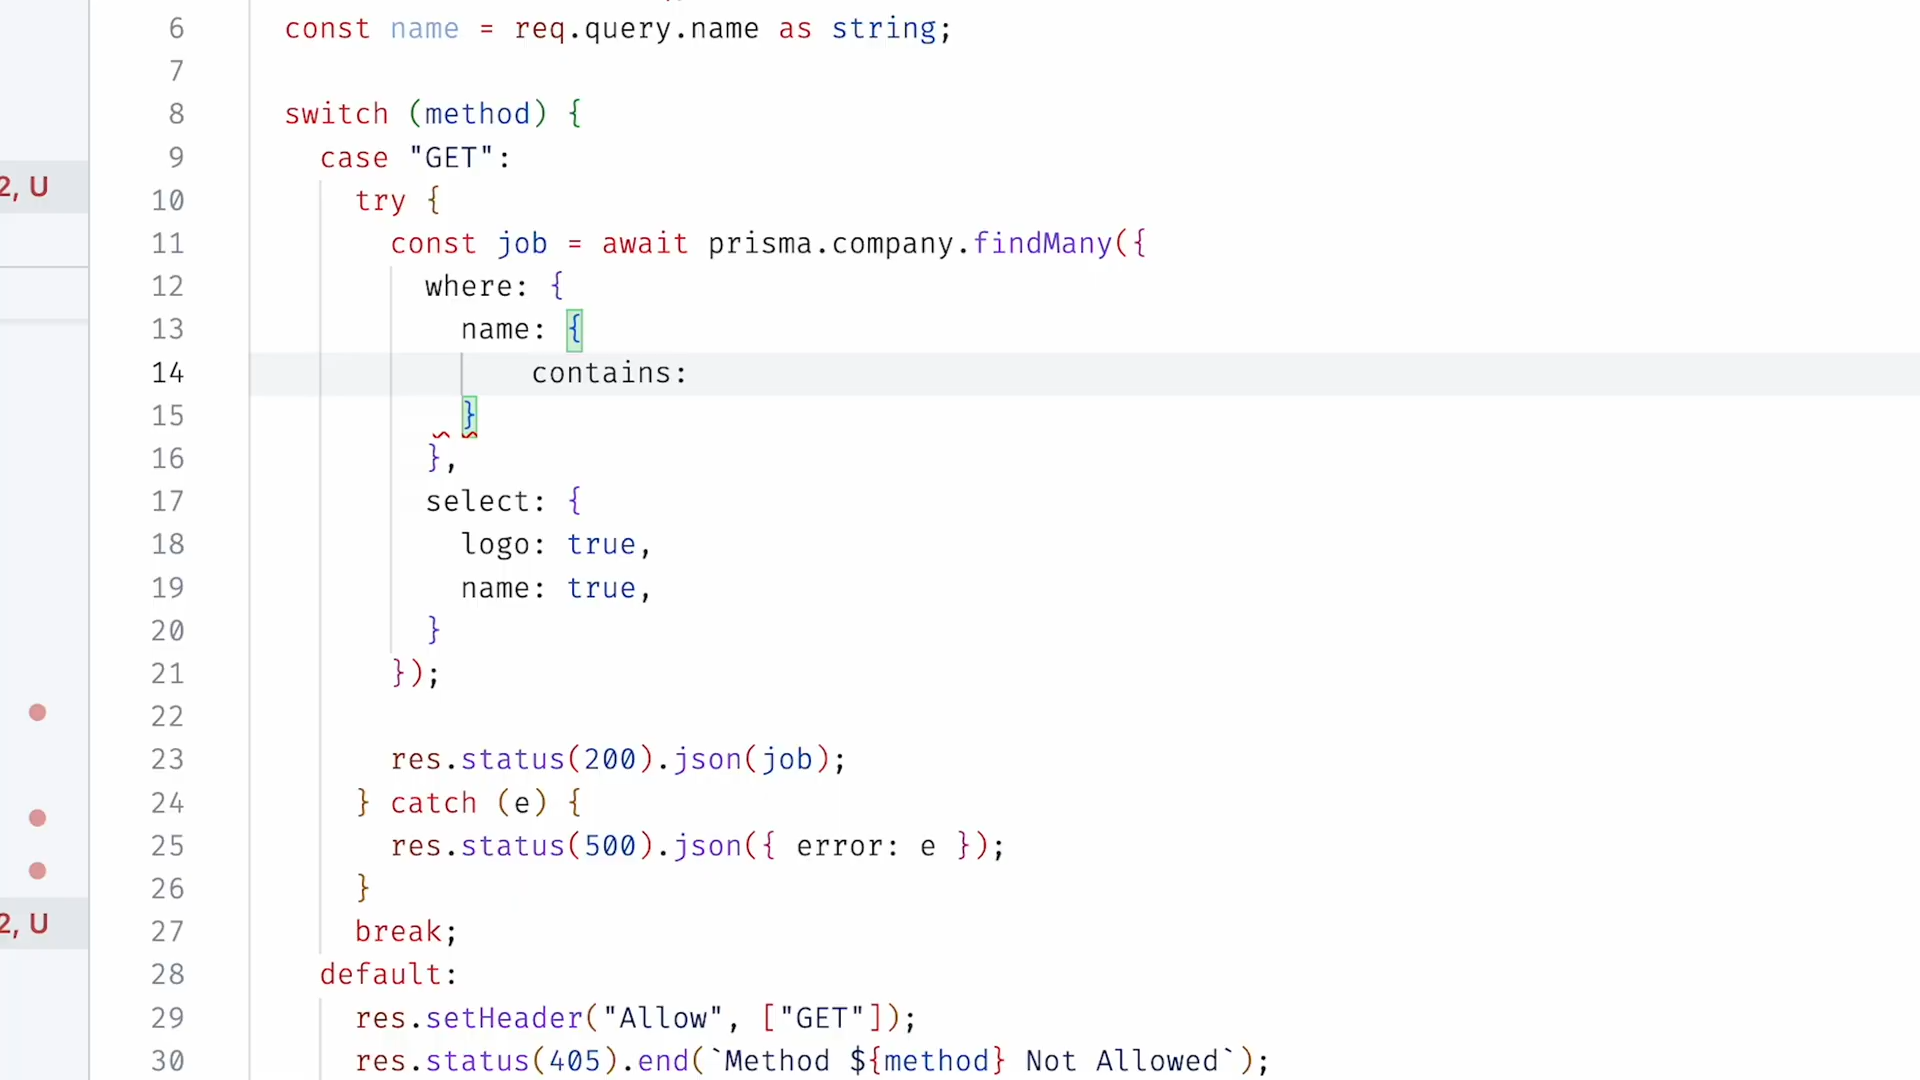 6 const name = req.query.name as string;
7
8 switch (method) {
9 case "GET":
2, U
10 try {
11 const job = await prisma.company.findMany({
12 where: {
13 name: {
14 contains:
15 }
16 },
17 select: {
18 logo: true,
19 name: true,
20 }
21 });
22
23 res.status(200).json(job);
24 } catch (e) {
25 res.status(500).json({ error: e });
26 }
2, U
27 break;
28 default:
29 res.setHeader("Allow", ["GET"]);
30 res.status(405).end(`Method ${method} Not Allowed`);